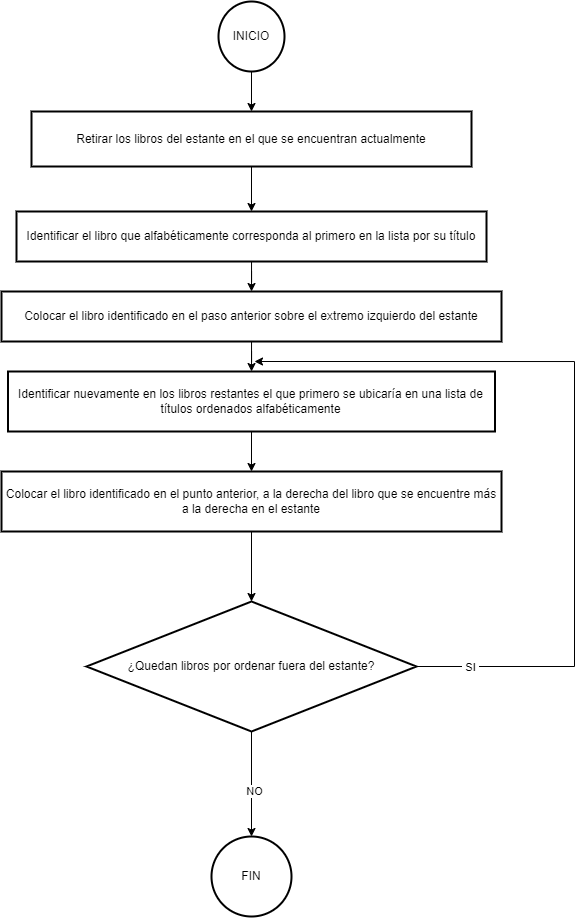 INICIO
Retirar los libros del estante en el que se encuentran actualmente
Identificar el libro que alfabéticamente corresponda al primero en la lista por su título
Colocar el libro identificado en el paso anterior sobre el extremo izquierdo del estante
Identificar nuevamente en los libros restantes el que primero se ubicaría en una lista de
títulos ordenados alfabéticamente
Colocar el libro identificado en el punto anterior, a la derecha del libro que se encuentre más
a la derecha en el estante
¿Quedan libros por ordenar fuera del estante?
SI
NO
FIN